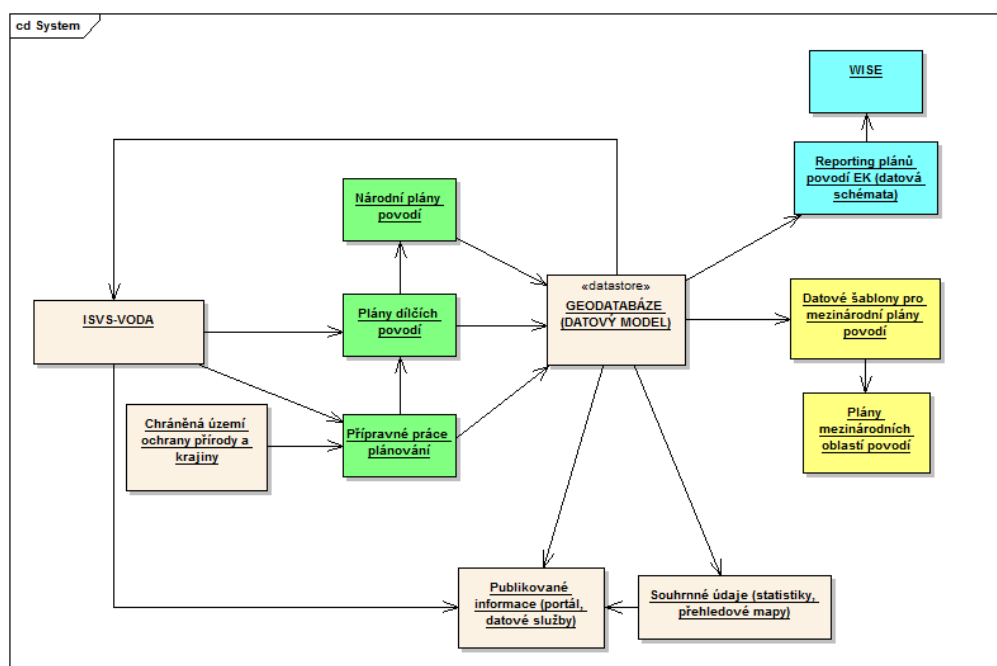 cd System
WISE
Reporting plánů
povodí EK (datová
schémata)
Národní plány
povodí
«datastore»
GEODATABÁZE
(DATOVÝ MODEL)
ISVS-VODA
Plány dílčích
povodí
Datové šablony pro
mezinárodní plány
povodí
Chráněná území
ochrany přírody a
krajiny
Přípravné práce
plánování
Plány
mezinárodních
oblastí povodí
Publikované
informace (portál,
datové služby)
Souhrnné údaje (statistiky,
přehledové mapy)